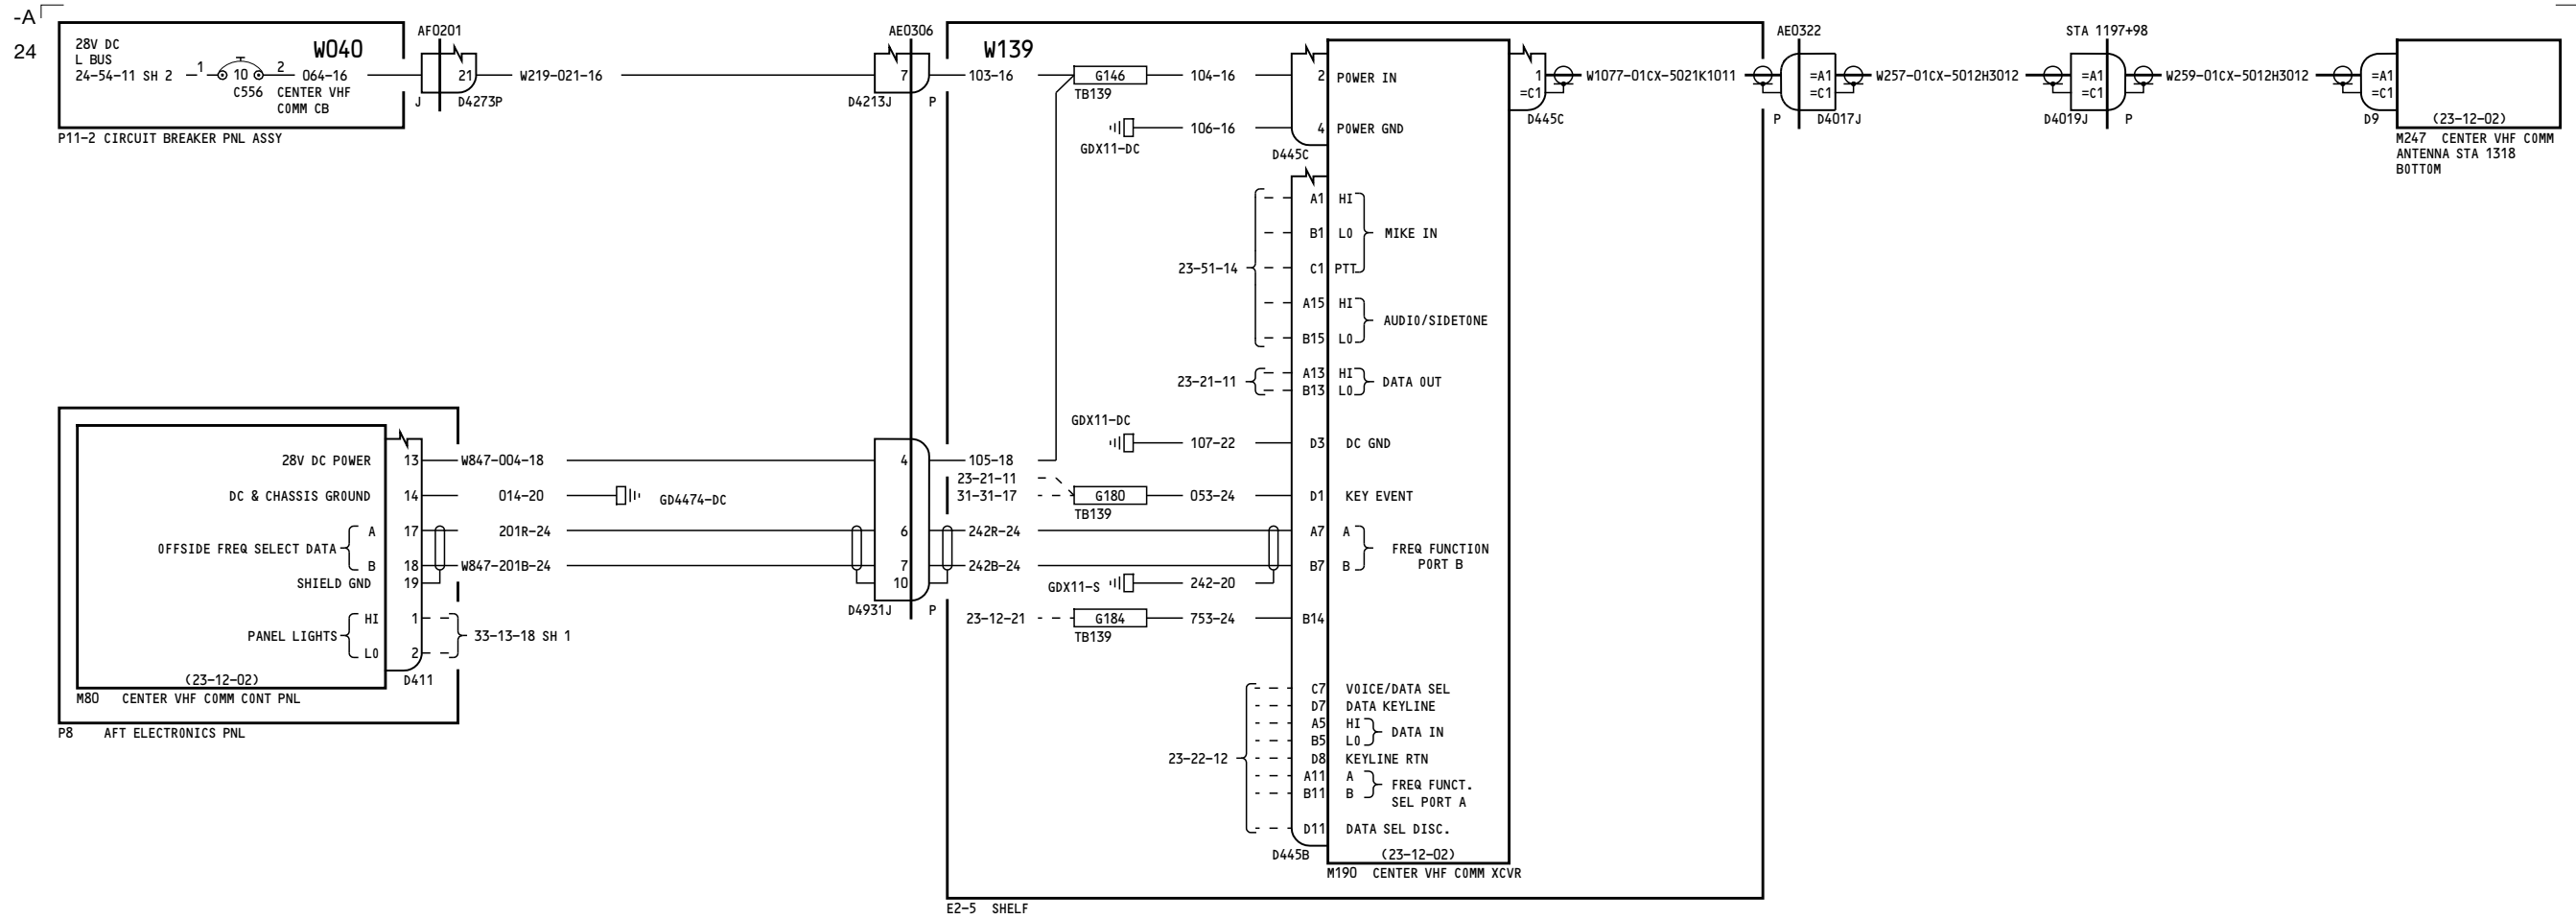 -A
24
28V DC
L BUS
24-54-11 SH 2
1
10
2
C556
W040
064-16
CENTER VHF
COMM CB
P11-2 CIRCUIT BREAKER PNL ASSY
AF0201
21
J
D4273P
W219-021-16
AE0306
7
D4213J
P
W139
103-16
G146
TB139
104-16
2
POWER IN
GDX11-DC
106-16
4
POWER GND
D445C
1
=C1
D445C
W1077-01CX-5021K1011
AE0322
=A1
=C1
P
D4017J
W257-01CX-5012H3012
STA 1197+98
=A1
=C1
D4019J
P
W259-01CX-5012H3012
=A1
=C1
D9
(23-12-02)
M247 CENTER VHF COMM
ANTENNA STA 1318
BOTTOM
23-51-14
A1 HI
B1 LO
C1 PTT
MIKE IN
A15 HI
B15 LO
AUDIO/SIDETONE
23-21-11
A13 HI
B13 LO
DATA OUT
GDX11-DC
107-22
D3 DC GND
28V DC POWER
13
W847-004-18
4
105-18
23-21-11
31-31-17
G180
TB139
053-24
D1 KEY EVENT
DC & CHASSIS GROUND
14
014-20
GD4474-DC
OFFSIDE FREQ SELECT DATA
A
17
201R-24
6
242R-24
A7 A
B
18
W847-201B-24
7
242B-24
B7 B
FREQ FUNCTION
PORT B
SHIELD GND
19
10
GDX11-S
242-20
D4931J
P
23-12-21
G184
TB139
753-24
B14
PANEL LIGHTS
HI
1
LO
2
33-13-18 SH 1
(23-12-02)
D411
M80 CENTER VHF COMM CONT PNL
P8 AFT ELECTRONICS PNL
23-22-12
C7 VOICE/DATA SEL
D7 DATA KEYLINE
A5 HI
B5 LO
DATA IN
D8 KEYLINE RTN
A11 A
B11 B
FREQ FUNCT.
SEL PORT A
D11 DATA SEL DISC.
D445B
(23-12-02)
M190 CENTER VHF COMM XCVR
E2-5 SHELF